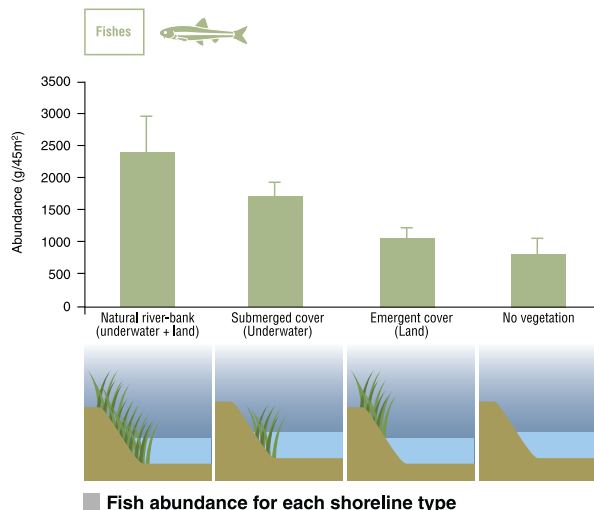 Fishes
Abundance (g/45m²)
3500
3000
2500
2000
1500
1000
500
0
Natural river-bank
(underwater + land)
Submerged cover
(Underwater)
Emergent cover
(Land)
No vegetation
Fish abundance for each shoreline type